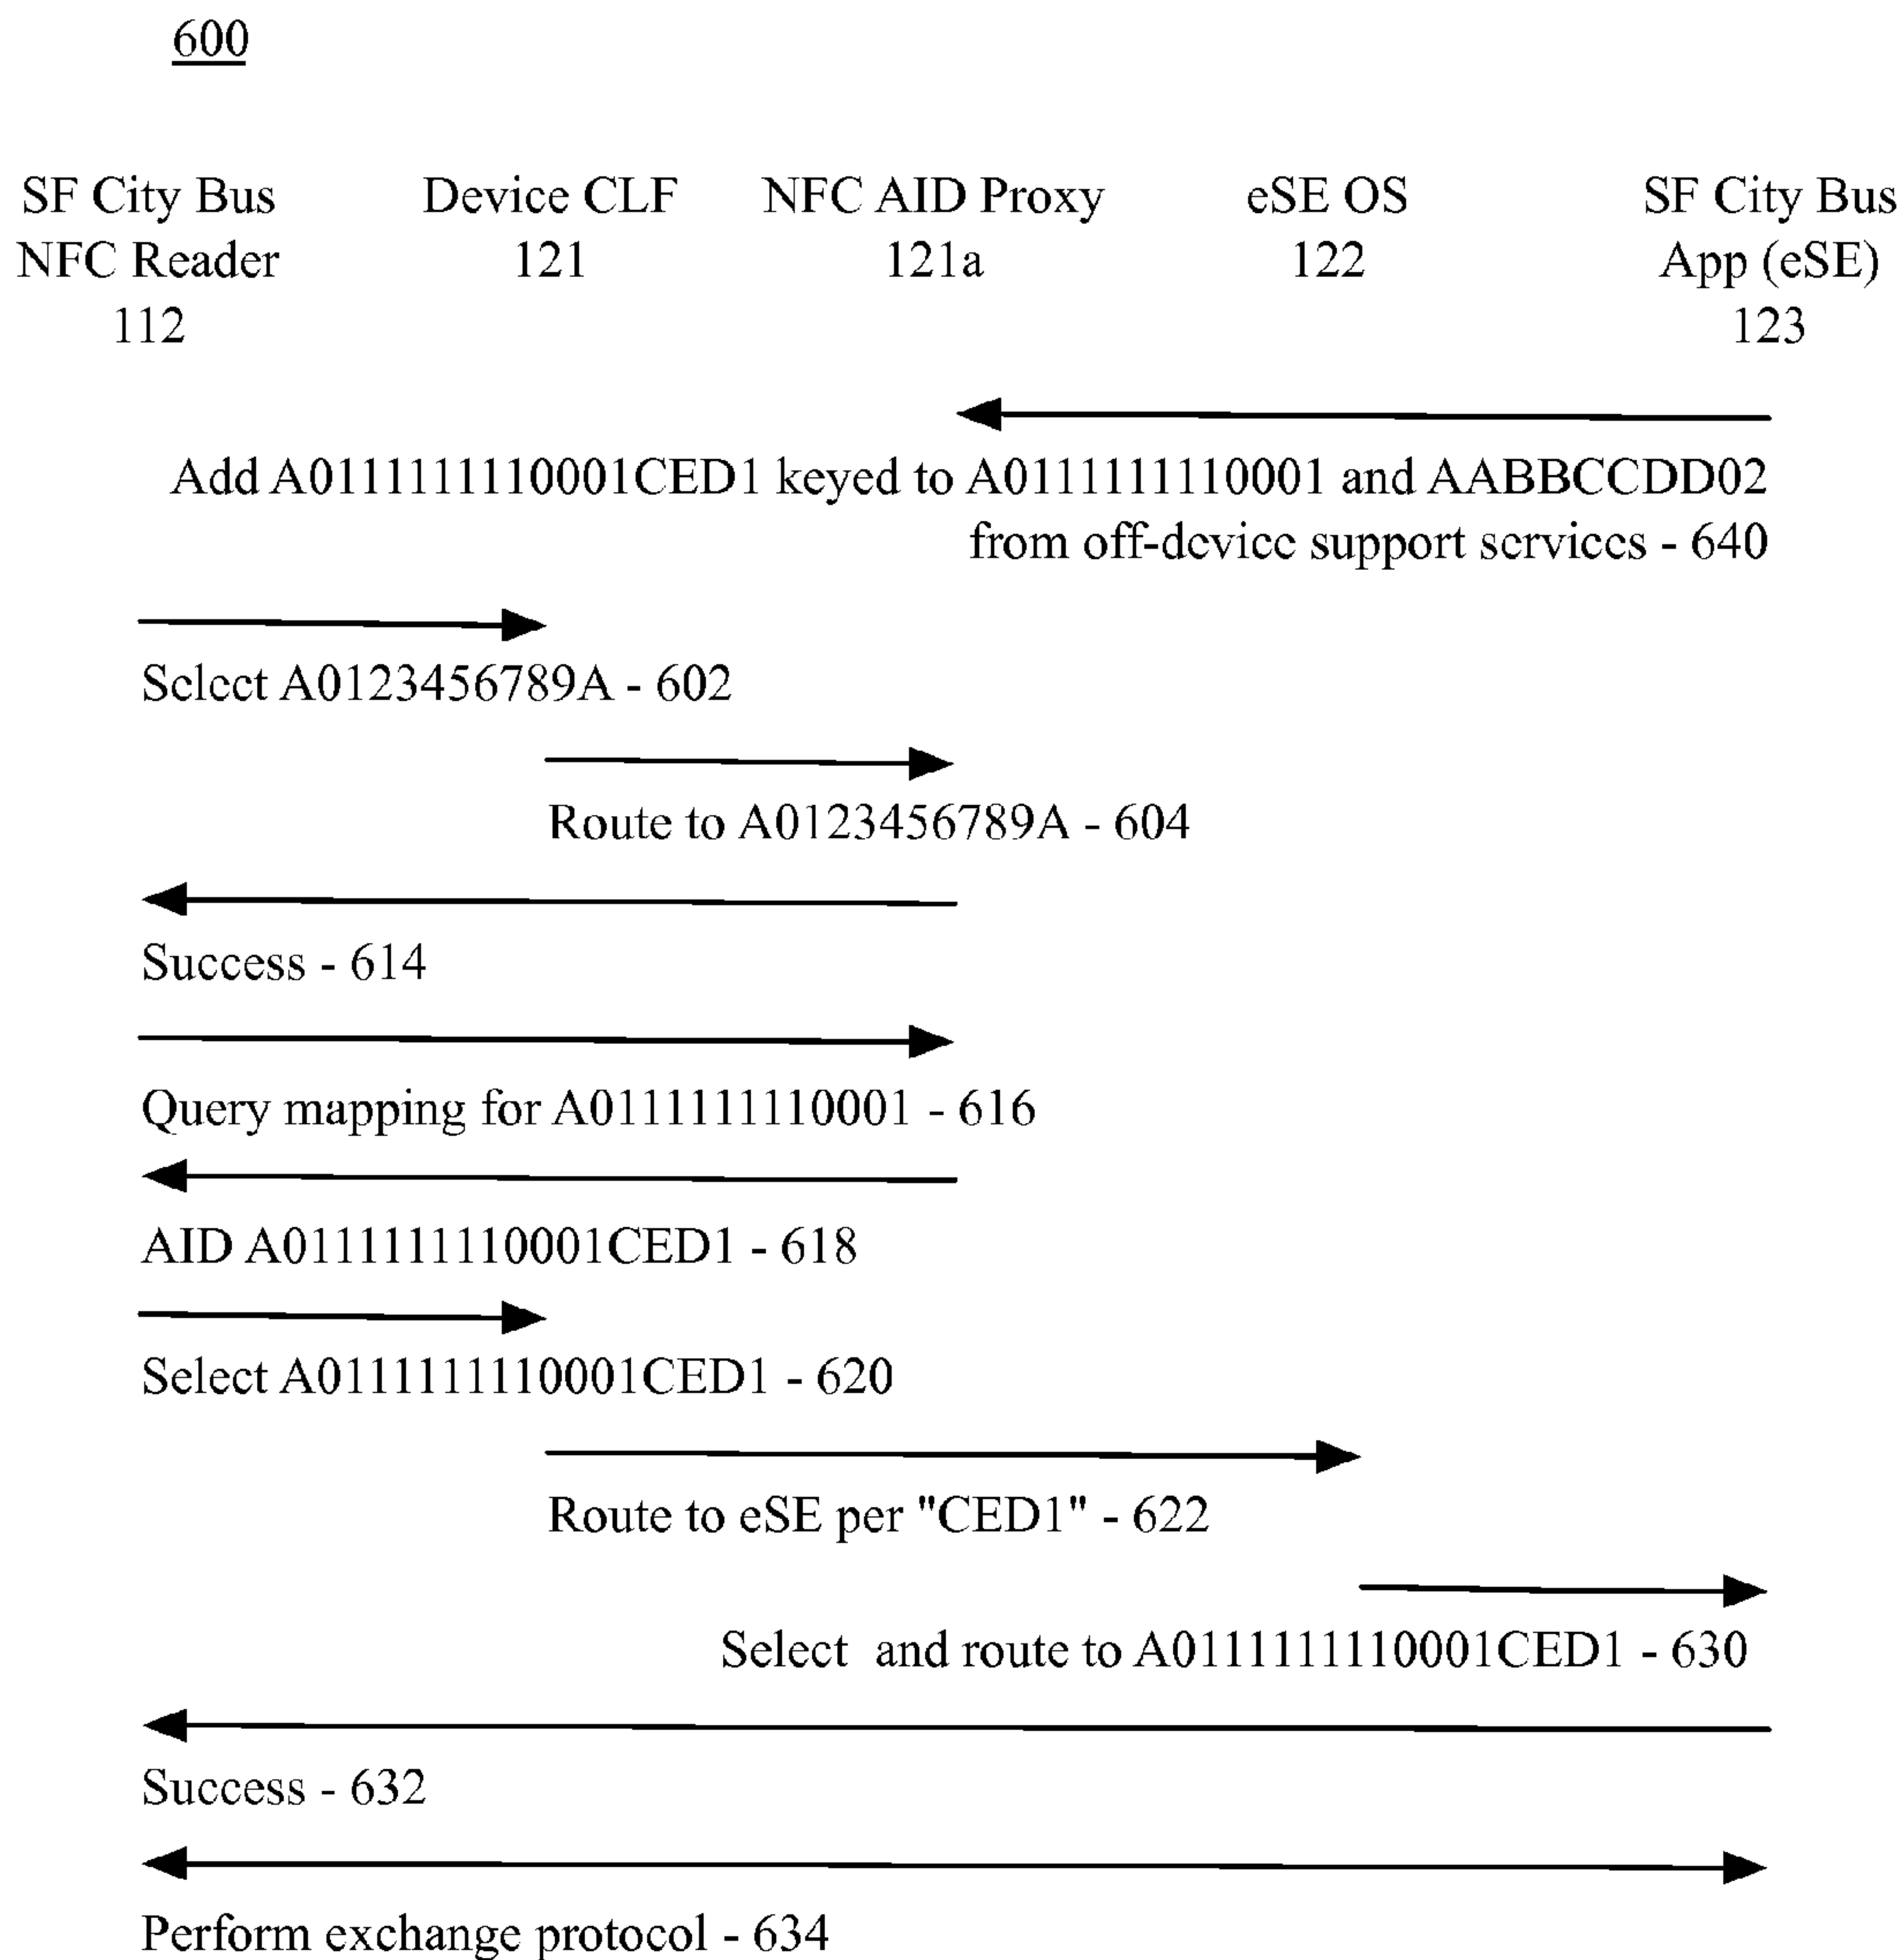 600
SF City Bus
NFC Reader
112
Device CLF
121
NFC AID Proxy
121a
eSE OS
122
SF City Bus
App (eSE)
123
Add A0111111110001CED1 keyed to A0111111110001 and AABBCCDD02
from off-device support services - 640
Select A0123456789A - 602
Route to A0123456789A - 604
Success - 614
Query mapping for A0111111110001 - 616
AID A0111111110001CED1 - 618
Select A0111111110001CED1 - 620
Route to eSE per "CED1" - 622
Select and route to A0111111110001CED1 - 630
Success - 632
Perform exchange protocol - 634